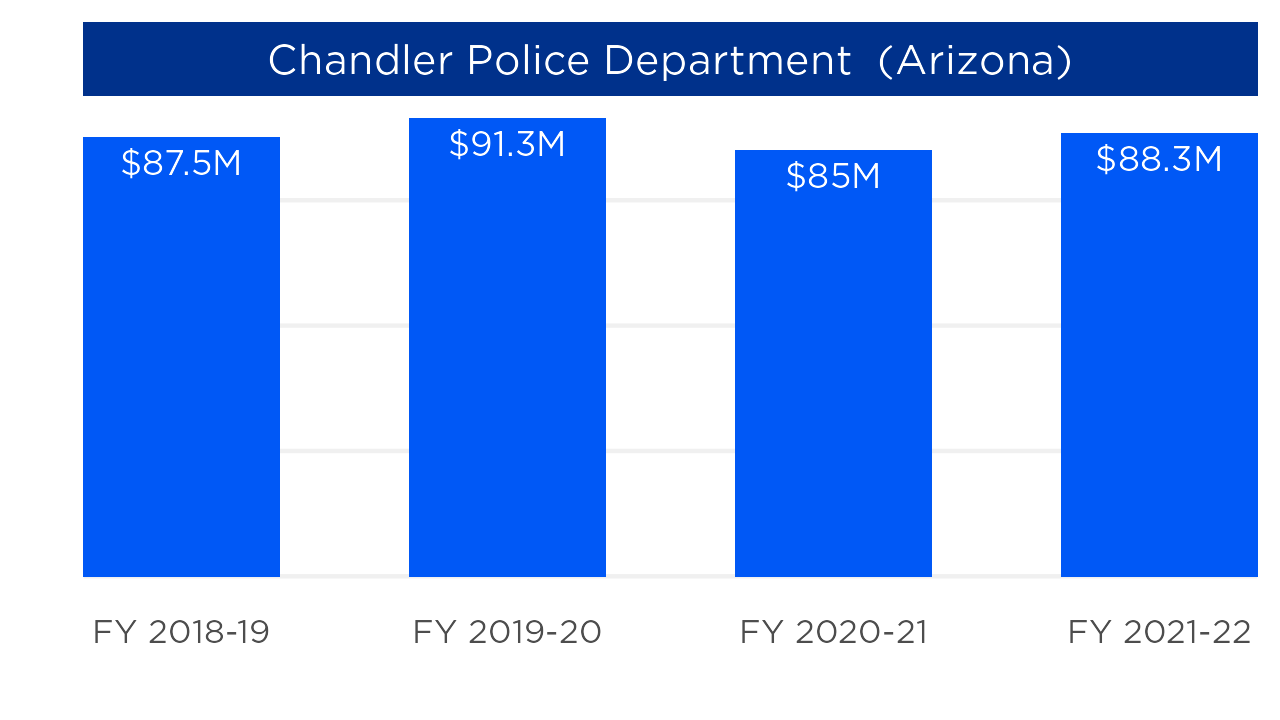 Chandler Police Department (Arizona)
$87.5M
$91.3M
$85M
$88.3M
FY 2018-19
FY 2019-20
FY 2020-21
FY 2021-22